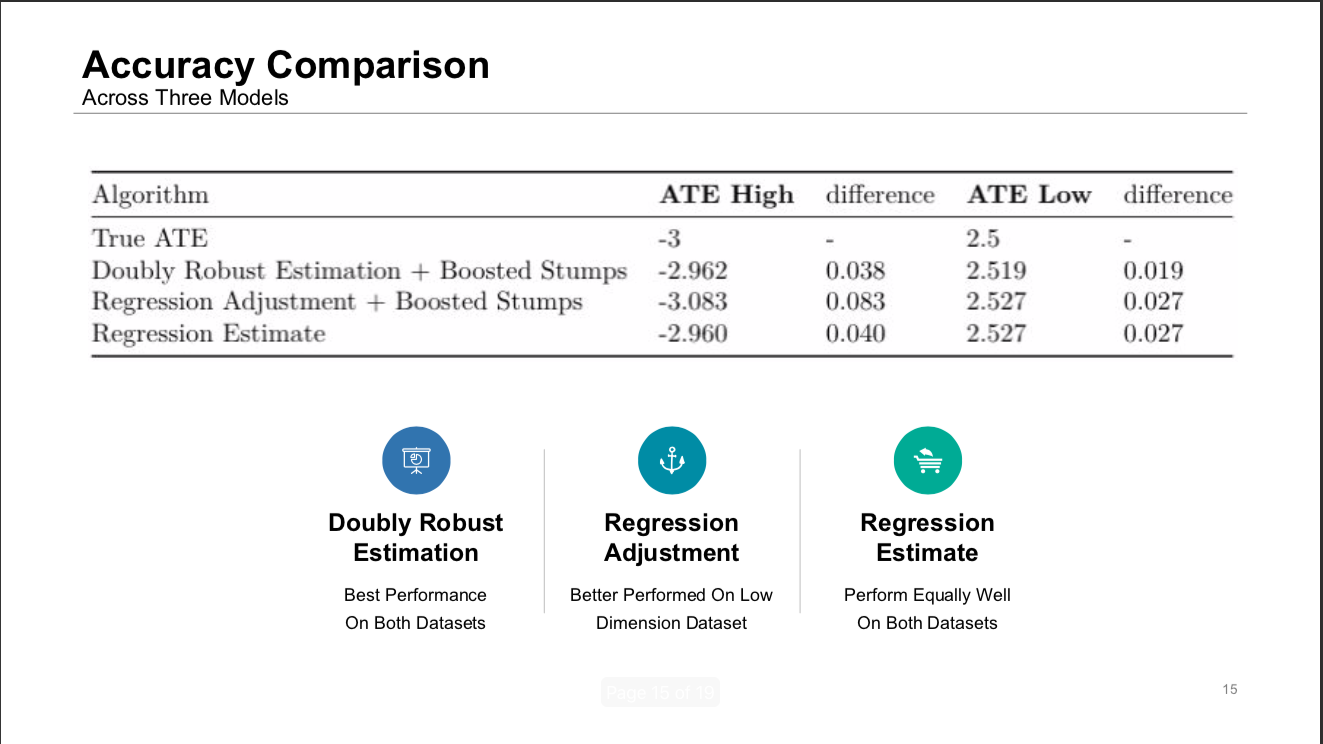 Accuracy Comparison
Across Three Models
Algorithm ATE High difference ATE Low difference
True ATE -3 - 2.5 -
Doubly Robust Estimation + Boosted Stumps -2.962 0.038 2.519 0.019
Regression Adjustment + Boosted Stumps -3.083 0.083 2.527 0.027
Regression Estimate -2.960 0.040 2.527 0.027
Doubly Robust
Estimation
Best Performance
On Both Datasets
Regression
Adjustment
Better Performed On Low
Dimension Dataset
Regression
Estimate
Perform Equally Well
On Both Datasets
Page 15 of 19
15